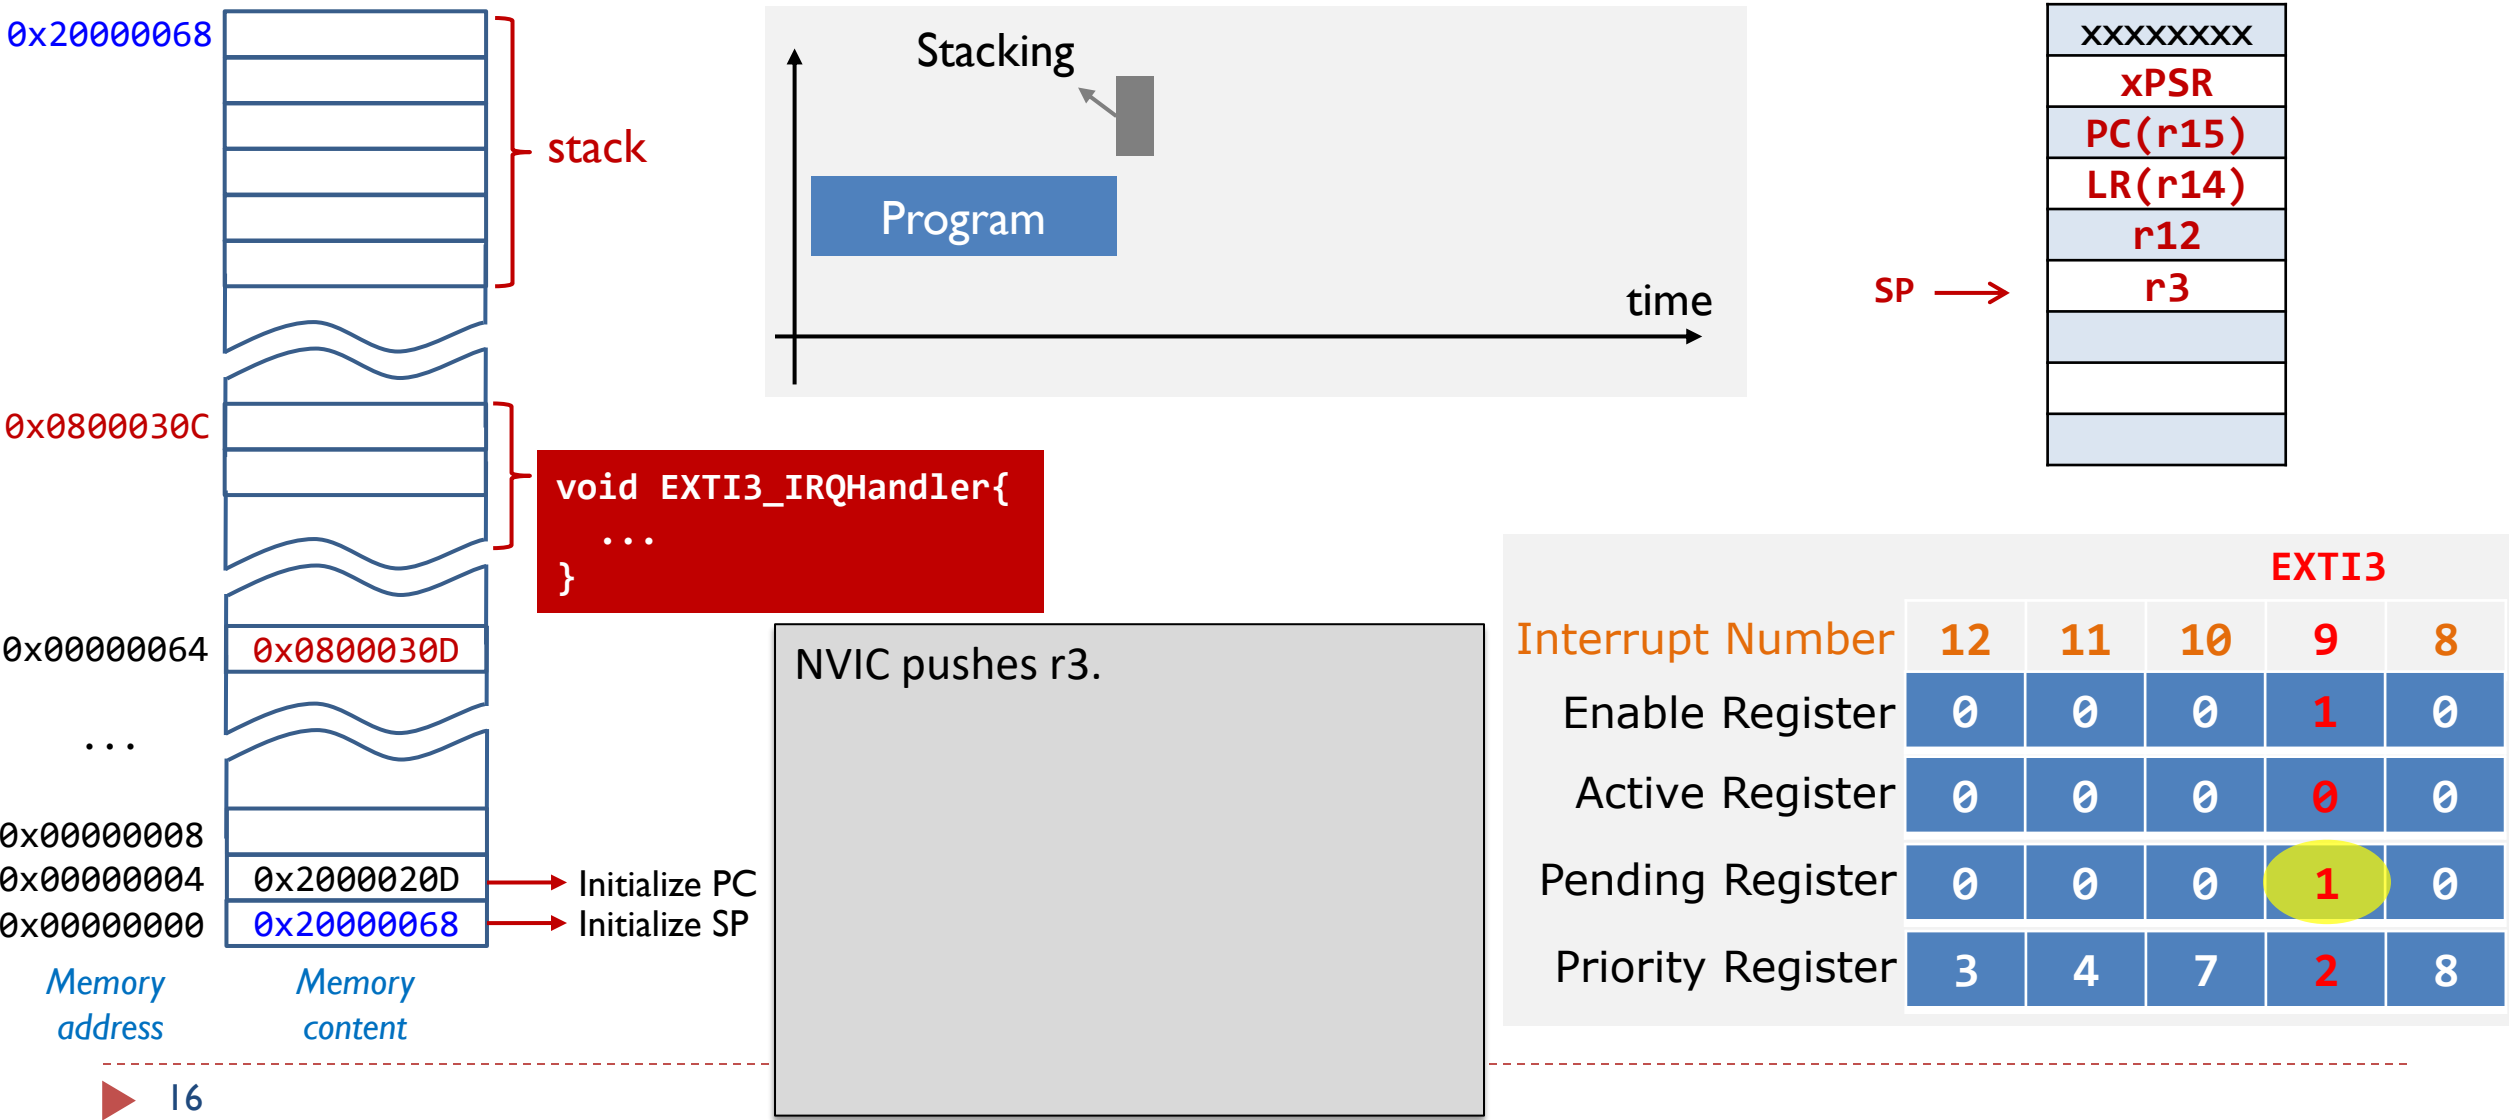 0x20000068
stack
0x0800030C
void EXTI3_IRQHandler{
...
}
0x00000064 0x0800030D
...
0x00000008
0x00000004 0x2000020D Initialize PC
0x00000000 0x20000068 Initialize SP
Memory address
Memory content
Stacking
Program
time
xxxxxxxx
xPSR
PC(r15)
LR(r14)
r12
SP r3
NVIC pushes r3.
EXTI3
Interrupt Number 12 11 10 9 8
Enable Register 0 0 0 1 0
Active Register 0 0 0 0 0
Pending Register 0 0 0 1 0
Priority Register 3 4 7 2 8
16